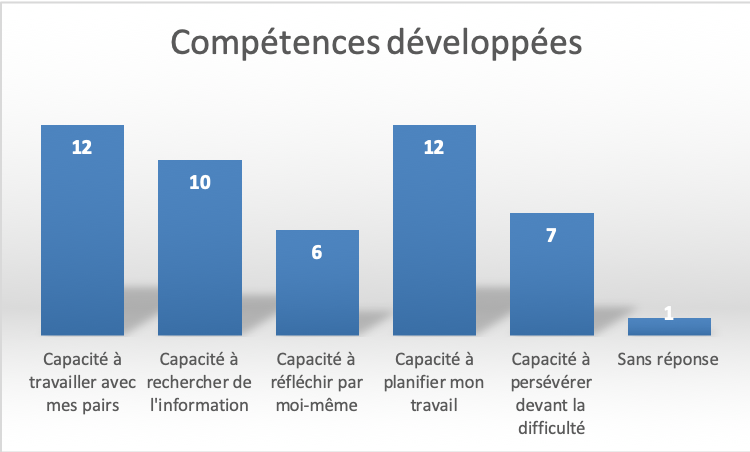 Compétences développées
12
10
6
12
7
1
Capacité à
travailler avec
mes pairs
Capacité à
rechercher de
l'information
Capacité à
réfléchir par
moi-même
Capacité à
planifier mon
travail
Capacité à
persévérer
devant la
difficulté
Sans réponse